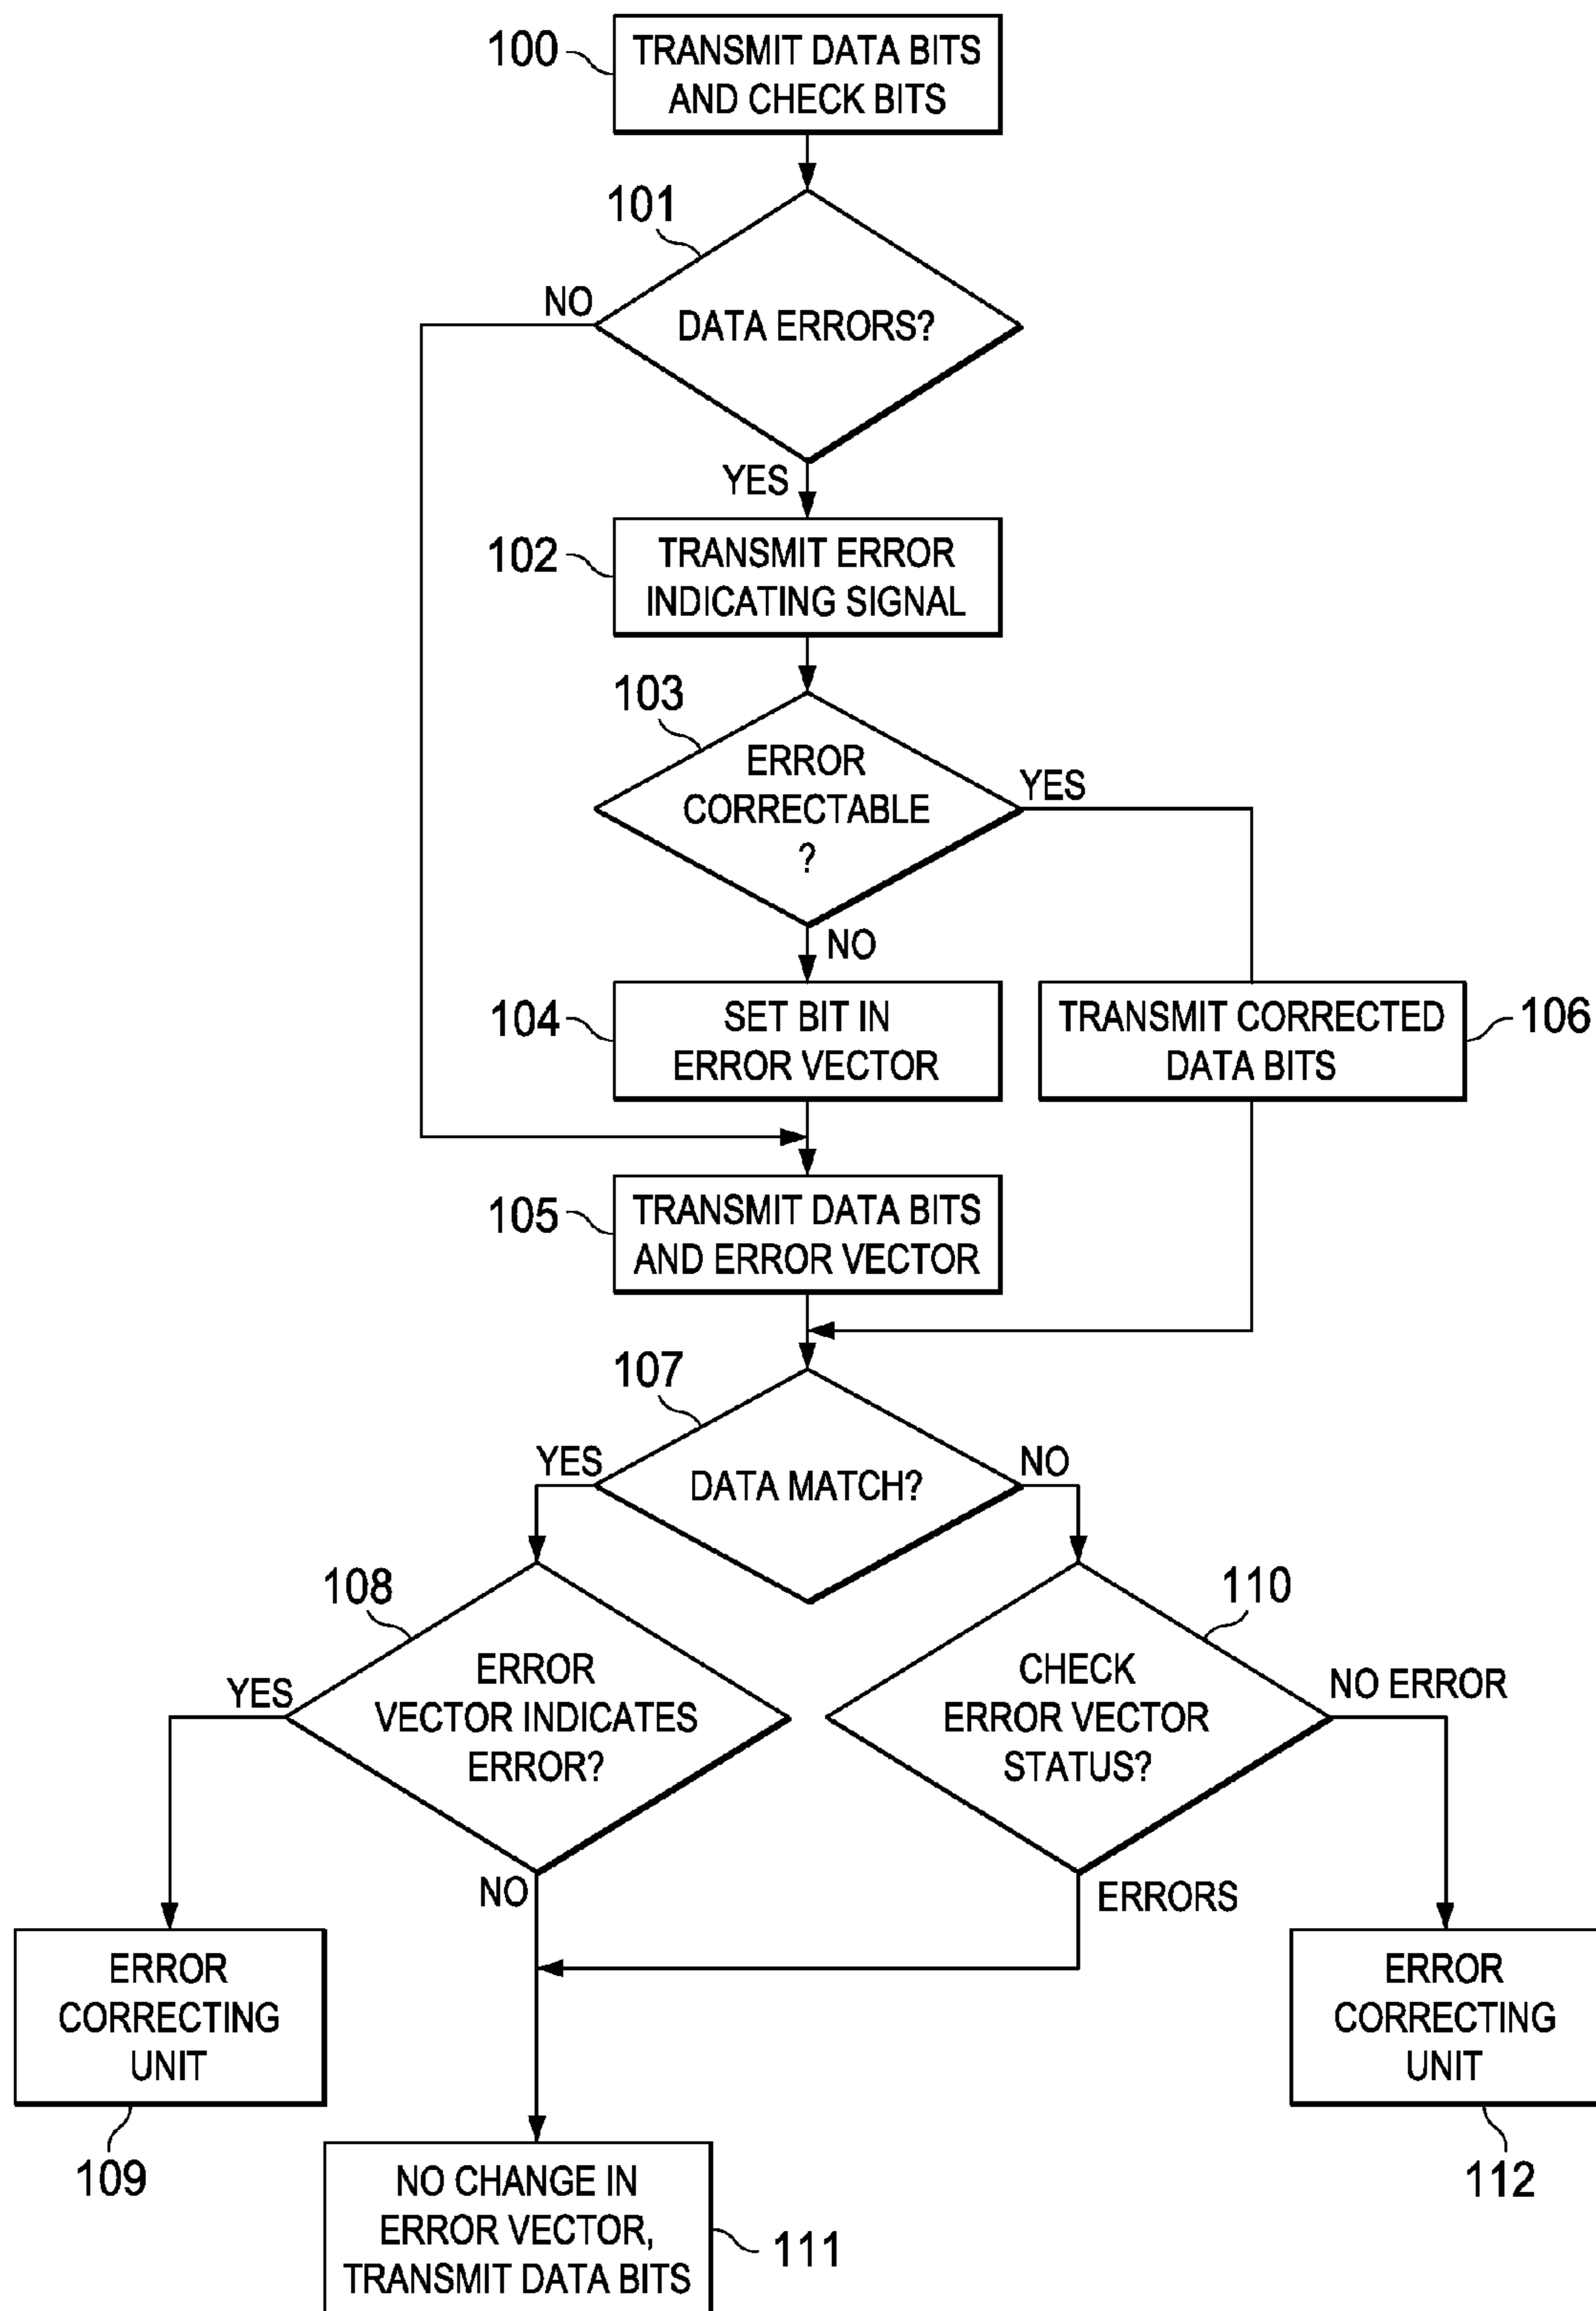 100
TRANSMIT DATA BITS
AND CHECK BITS
101
NO
DATA ERRORS?
YES
102
TRANSMIT ERROR
INDICATING SIGNAL
103
ERROR
CORRECTABLE
?
YES
NO
104
SET BIT IN
ERROR VECTOR
TRANSMIT CORRECTED
DATA BITS
106
105
TRANSMIT DATA BITS
AND ERROR VECTOR
107
YES
DATA MATCH?
NO
108
110
YES
ERROR
VECTOR INDICATES
ERROR?
CHECK
ERROR VECTOR
STATUS?
NO ERROR
NO
ERRORS
ERROR
CORRECTING
UNIT
109
ERROR
CORRECTING
UNIT
112
NO CHANGE IN
ERROR VECTOR,
TRANSMIT DATA BITS
111